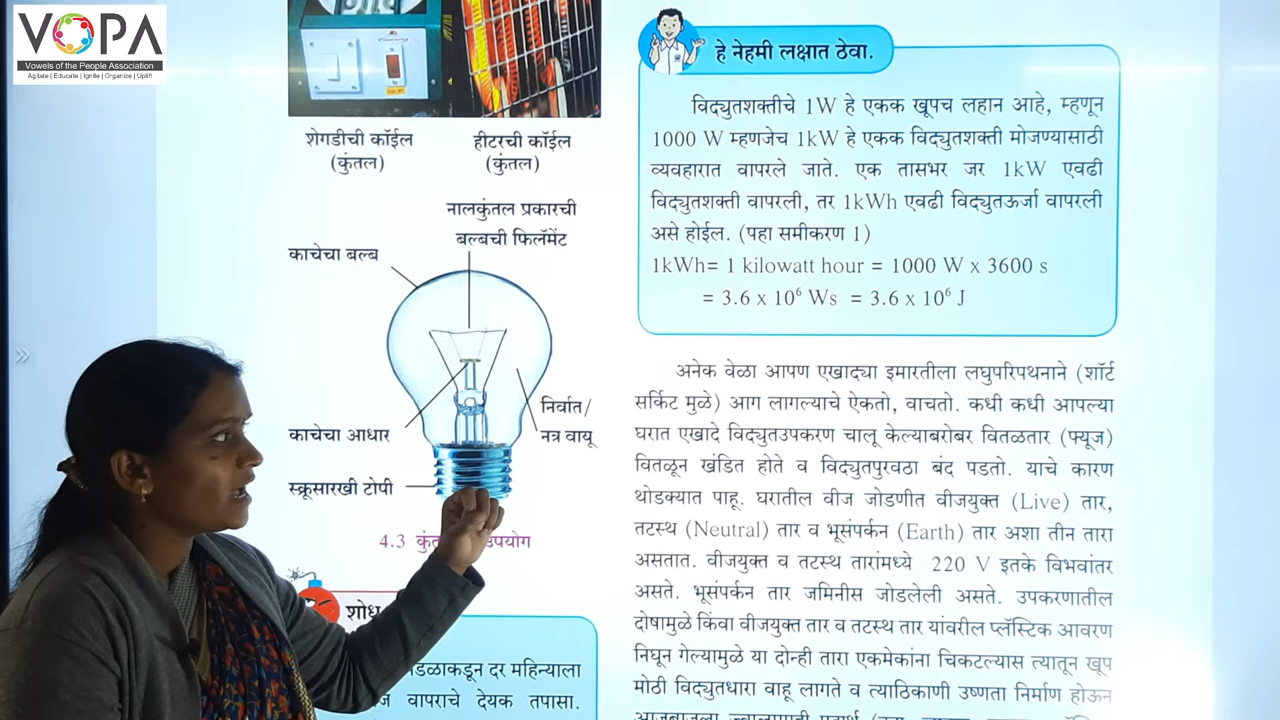 VOPA
Vowels of the People Association
Agitate | Educate | Ignite | Organize | Uplift
शेगडीची कॉईल
(कुंतल)
हीटरची कॉईल
(कुंतल)
नालकुंतल प्रकारची
बल्बची फिलॅमेंट
काचेचा बल्ब
निर्वात/
नत्र वायू
काचेचा आधार
स्क्रूसारखी टोपी
4.3 उपयोग
शोध
दर महिन्याला
वापराचे देयक तपासा.
हे नेहमी लक्षात ठेवा.
विद्युतशक्तीचे 1W हे एकक खूपच लहान आहे, म्हणून
1000 W म्हणजेच 1kW हे एकक विद्युतशक्ती मोजण्यासाठी
व्यवहारात वापरले जाते. एक तासभर जर 1kW एवढी
विद्युतशक्ती वापरली, तर 1kWh एवढी विद्युतऊर्जा वापरली
असे होईल. (पहा समीकरण 1)
1kWh= 1 kilowatt hour = 1000 W x 3600 s
= 3.6 x 10⁶ Ws = 3.6 x 10⁶ J
अनेक वेळा आपण एखाद्या इमारतीला लघुपरिपथनाने (शॉर्ट
सर्किट मुळे) आग लागल्याचे ऐकतो, वाचतो. कधी कधी आपल्या
घरात एखादे विद्युतउपकरण चालू केल्याबरोबर वितळतार (फ्यूज)
वितळून खंडित होते व विद्युतपुरवठा बंद पडतो. याचे कारण
थोडक्यात पाहू. घरातील वीज जोडणीत वीजयुक्त (Live) तार,
तटस्थ (Neutral) तार व भूसंपर्कन (Earth) तार अशा तीन तारा
असतात. वीजयुक्त व तटस्थ तारांमध्ये 220 V इतके विभवांतर
असते. भूसंपर्कन तार जमिनीस जोडलेली असते. उपकरणातील
दोषामुळे किंवा वीजयुक्त तार व तटस्थ तार यांवरील प्लॅस्टिक आवरण
निघून गेल्यामुळे या दोन्ही तारा एकमेकांना चिकटल्यास त्यातून खूप
मोठी विद्युतधारा वाहू लागते व त्याठिकाणी उष्णता निर्माण होऊन